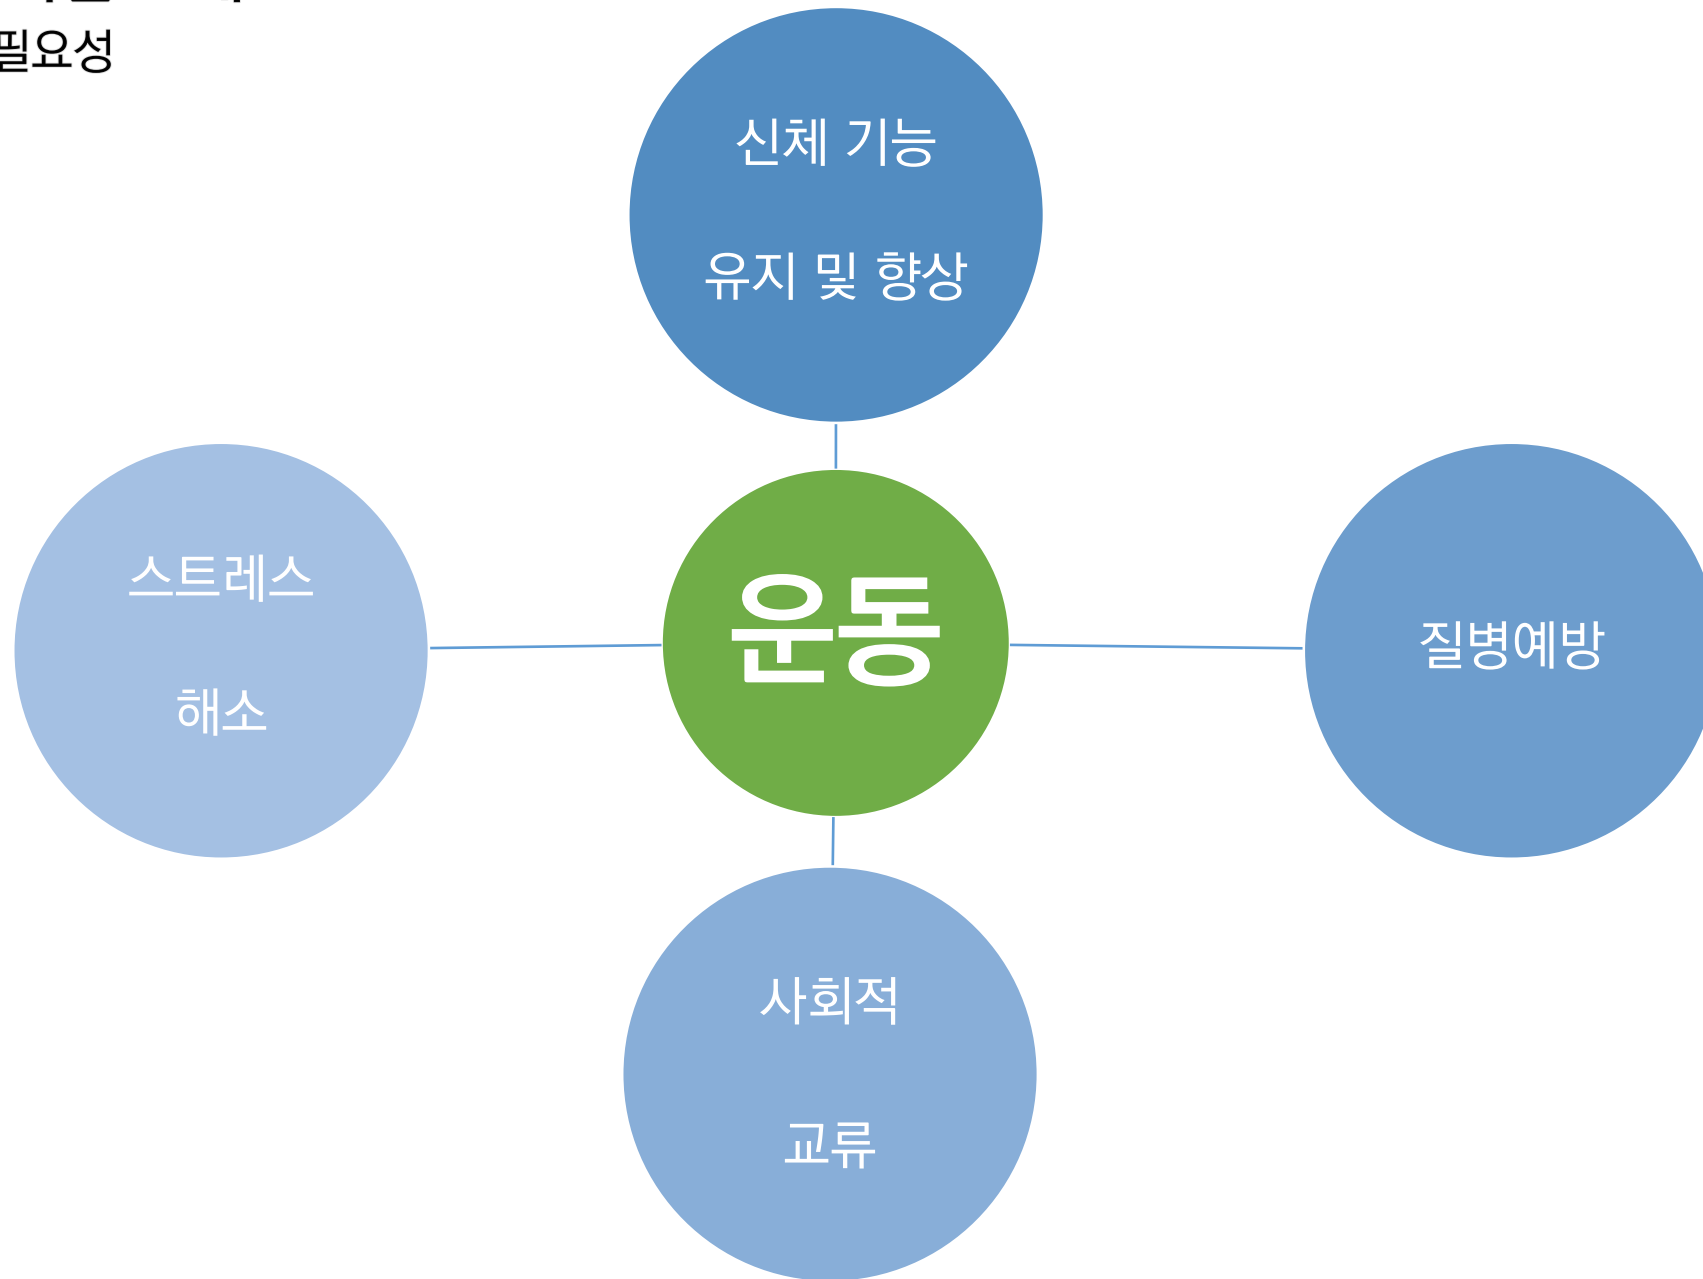 필요성
신체 기능
유지 및 향상
스트레스
해소
운동
질병예방
사회적
교류